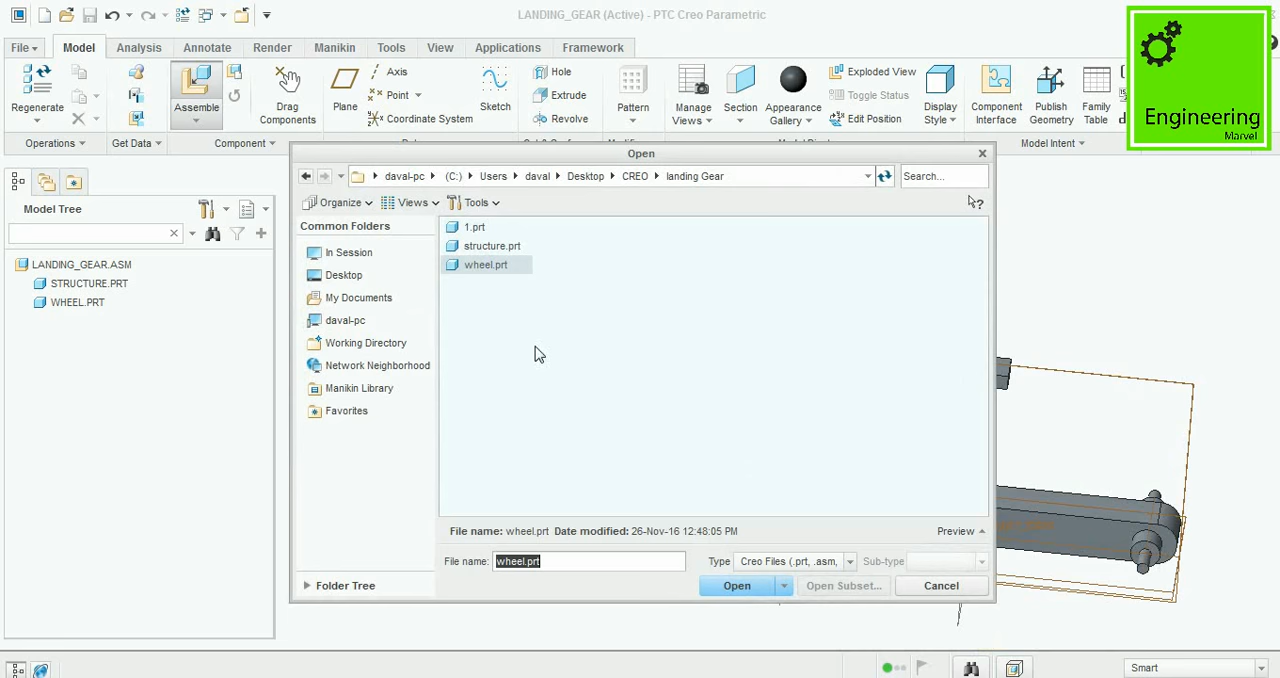 LANDING_GEAR (Active) - PTC Creo Parametric
File Model Analysis Annotate Render Manikin Tools View Applications Framework
Regenerate
Assemble
Drag Components
Plane
Axis
Point
Coordinate System
Sketch
Hole
Extrude
Revolve
Pattern
Manage Views
Section
Appearance Gallery
Exploded View
Toggle Status
Edit Position
Display Style
Component Interface
Publish Geometry
Family Table
Operations Get Data Component Model Intent
Engineering
Marvel
Model Tree
LANDING_GEAR.ASM
STRUCTURE.PRT
WHEEL.PRT
Open
daval-pc (C:) Users daval Desktop CREO landing Gear
Search...
Organize Views Tools
Common Folders
In Session
Desktop
My Documents
daval-pc
Working Directory
Network Neighborhood
Manikin Library
Favorites
Folder Tree
1.prt
structure.prt
wheel.prt
File name: wheel.prt Date modified: 26-Nov-16 12:48:05 PM
Preview
File name: wheel.prt
Type Creo Files (.prt, .asm,
Sub-type
Open Open Subset... Cancel
Smart